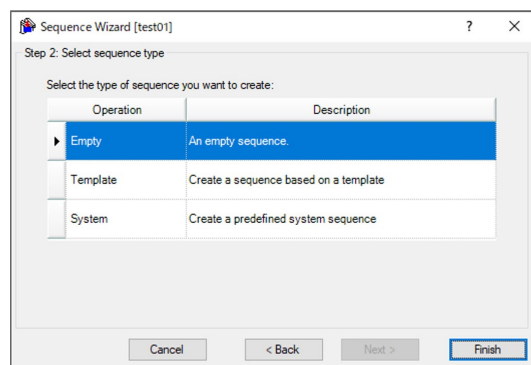 Sequence Wizard [test01]
Step 2: Select sequence type
Select the type of sequence you want to create:
Operation Description
Empty An empty sequence.
Template Create a sequence based on a template
System Create a predefined system sequence
Cancel < Back Next > Finish